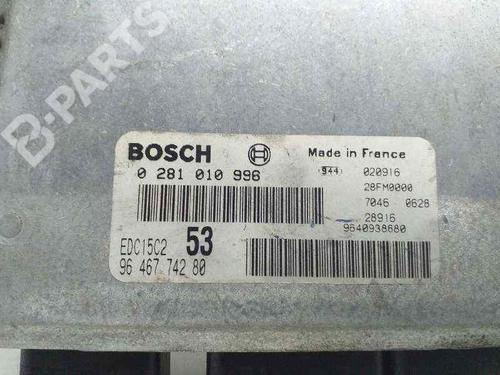 B-PARTS
BOSCH
Made in France
0 281 010 996
944 020916
28FM0000
7046 0628
28916
9640938680
EDC15C2 53
96 467 742 80